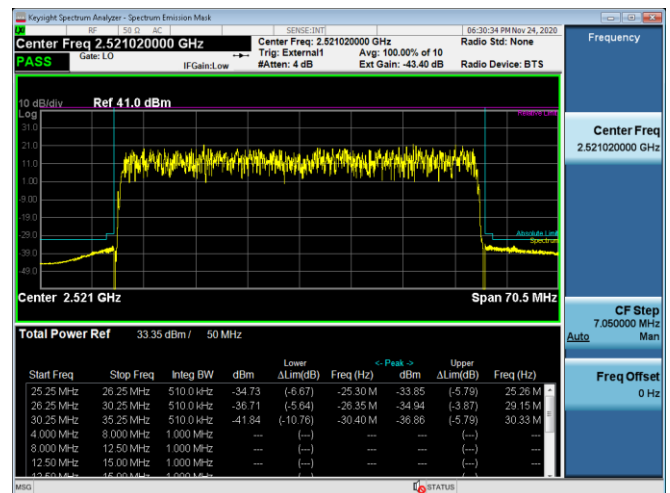 Keysight Spectrum Analyzer - Spectrum Emission Mask
RF 50 Ω AC SENSE:INT 06:30:34 PM Nov 24, 2020
Center Freq 2.521020000 GHz Center Freq: 2.521020000 GHz Radio Std: None
Gate: LO Trig: External1 Avg: 100.00% of 10
PASS IFGain:Low #Atten: 4 dB Ext Gain: -43.40 dB Radio Device: BTS
Frequency
10 dB/div Ref 41.0 dBm
Log
Relative Limit
31.0
21.0
11.0
1.00
-9.00
-19.0
-29.0
Absolute Limit
Spectrum
-39.0
-49.0
Center 2.521 GHz Span 70.5 MHz
Center Freq
2.521020000 GHz
CF Step
7.050000 MHz
Auto Man
Freq Offset
0 Hz
Total Power Ref 33.35 dBm / 50 MHz
Lower <- Peak -> Upper
Start Freq Stop Freq Integ BW dBm ΔLim(dB) Freq (Hz) dBm ΔLim(dB) Freq (Hz)
25.25 MHz 26.25 MHz 510.0 kHz -34.73 (-6.67) -25.30 M -33.85 (-5.79) 25.26 M
26.25 MHz 30.25 MHz 510.0 kHz -36.71 (-5.64) -26.35 M -34.94 (-3.87) 29.15 M
30.25 MHz 35.25 MHz 510.0 kHz -41.84 (-10.76) -30.40 M -36.86 (-5.79) 30.33 M
4.000 MHz 8.000 MHz 1.000 MHz --- (---) --- --- (---) ---
8.000 MHz 12.50 MHz 1.000 MHz --- (---) --- --- (---) ---
12.50 MHz 15.00 MHz 1.000 MHz --- (---) --- --- (---) ---
MSG STATUS